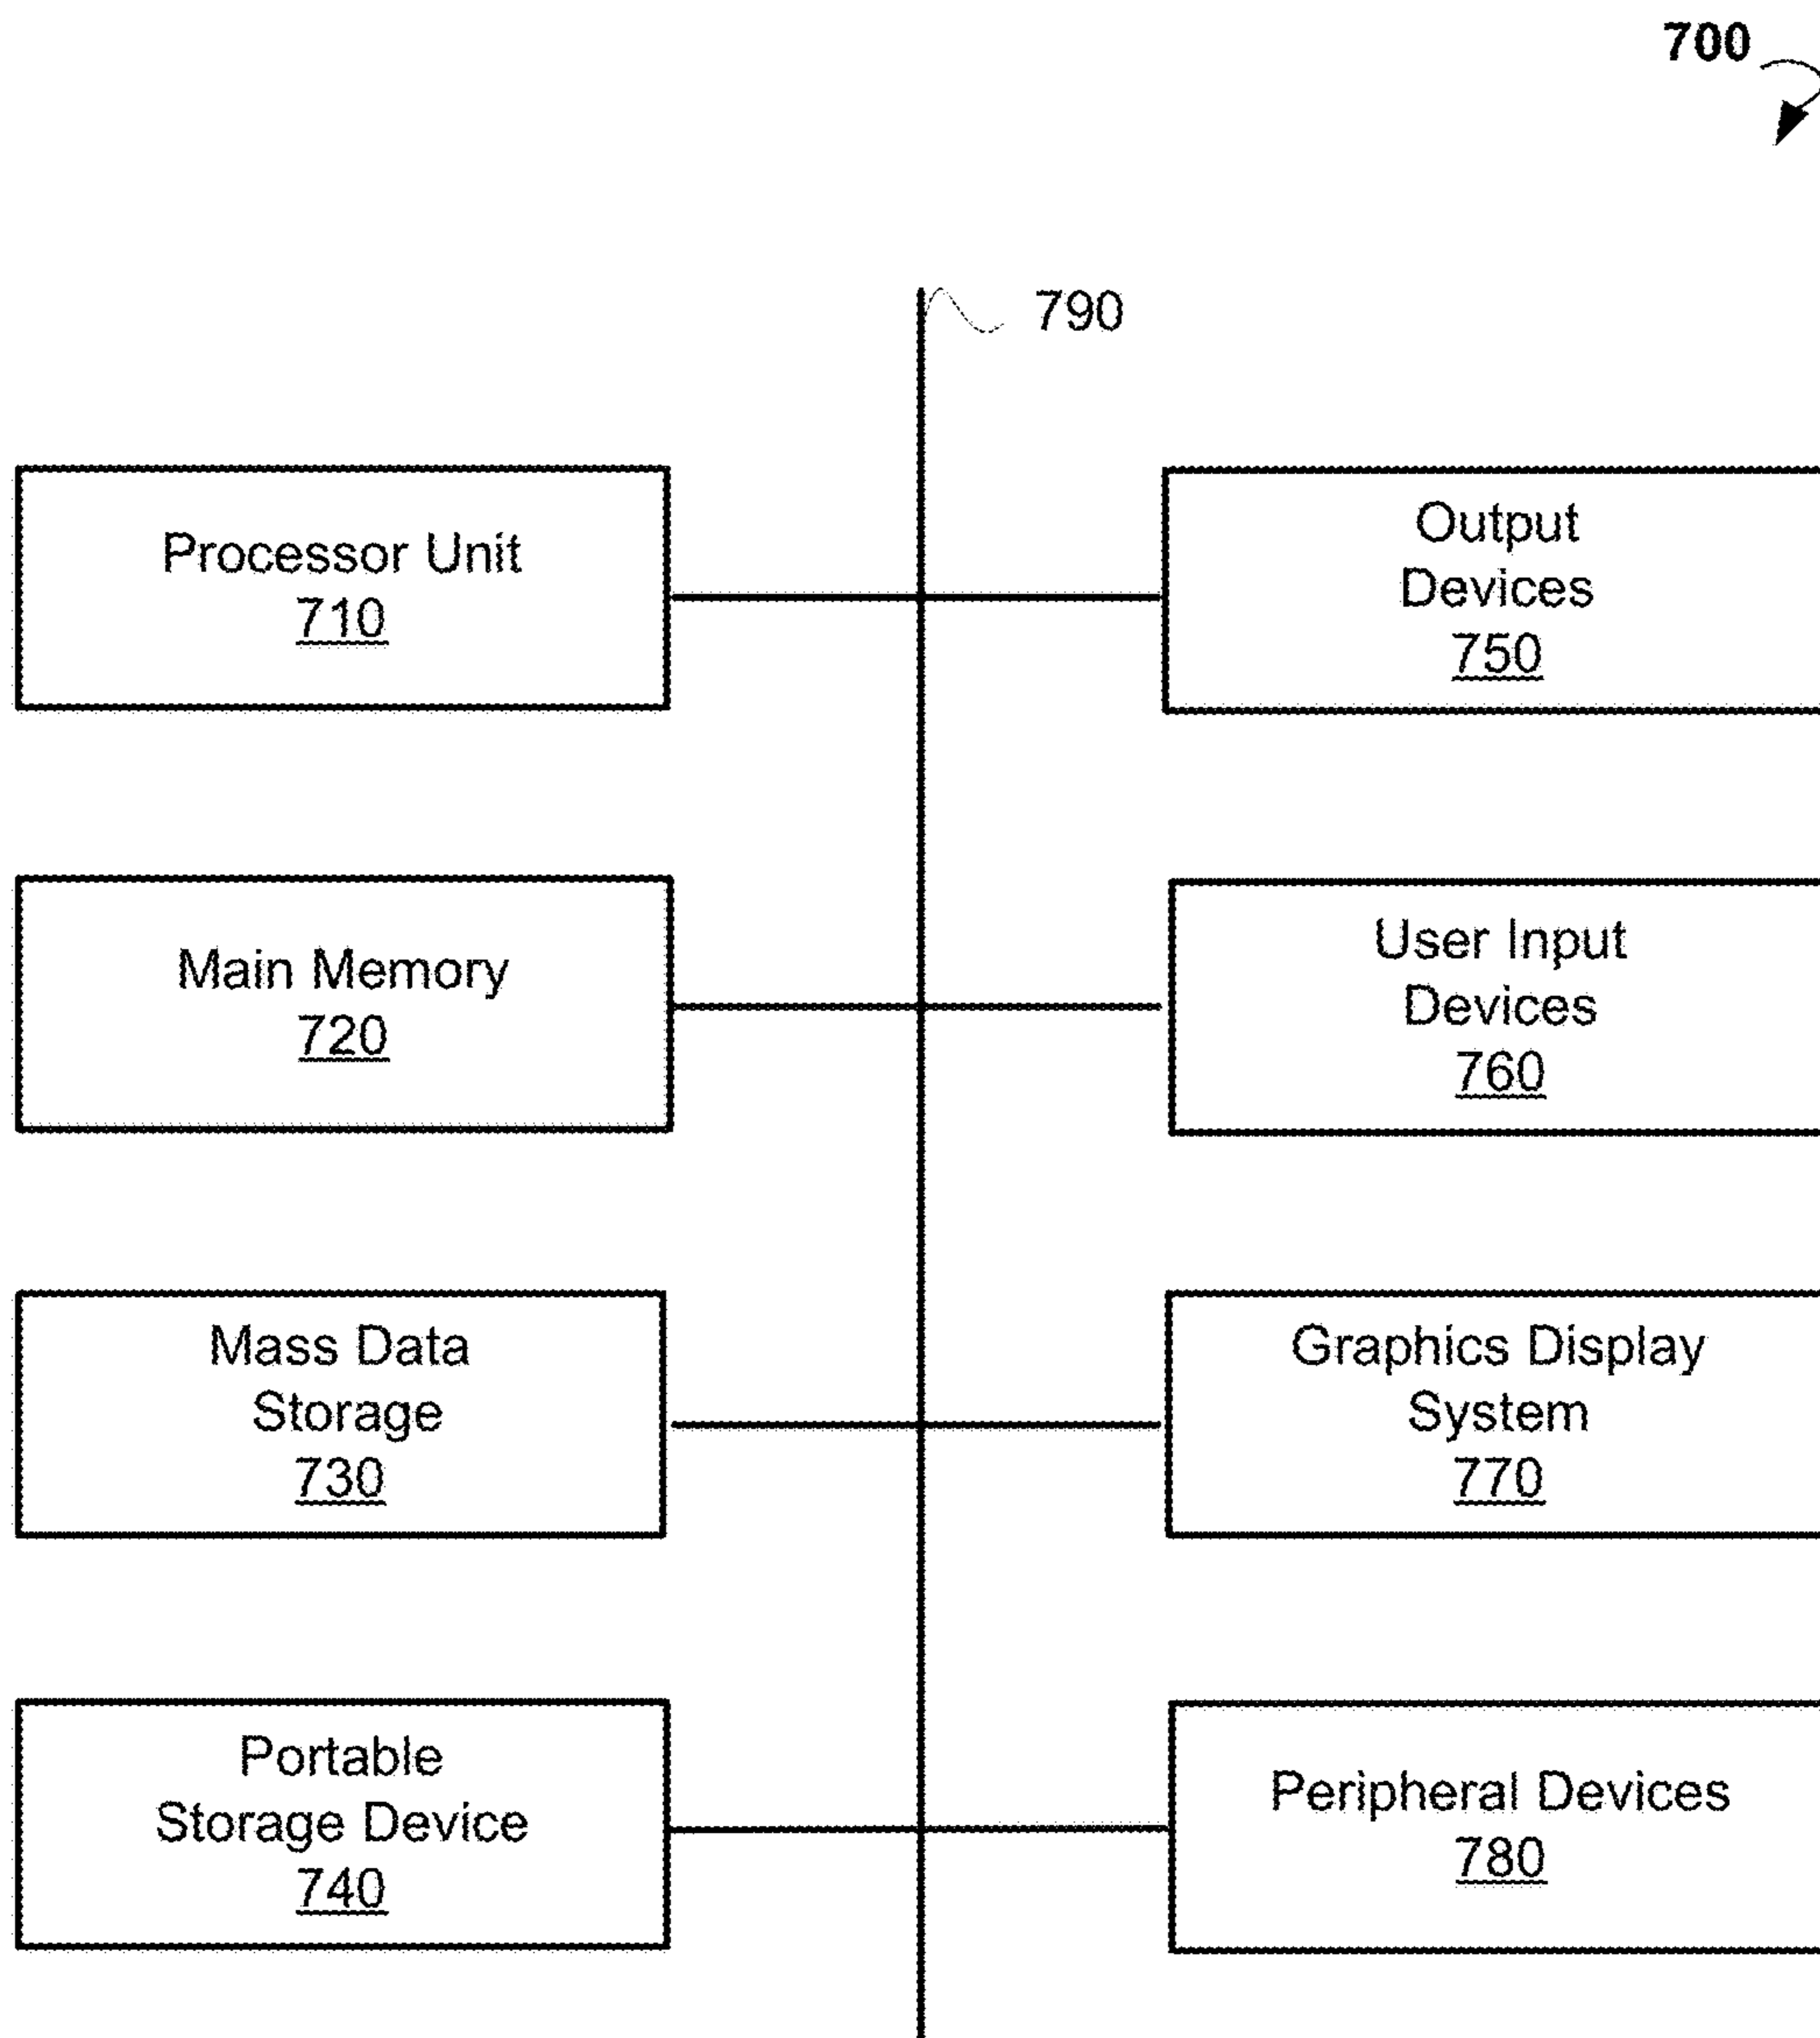 700
790
Processor Unit
710
Output
Devices
750
Main Memory
720
User Input
Devices
760
Mass Data
Storage
730
Graphics Display
System
770
Portable
Storage Device
740
Peripheral Devices
780